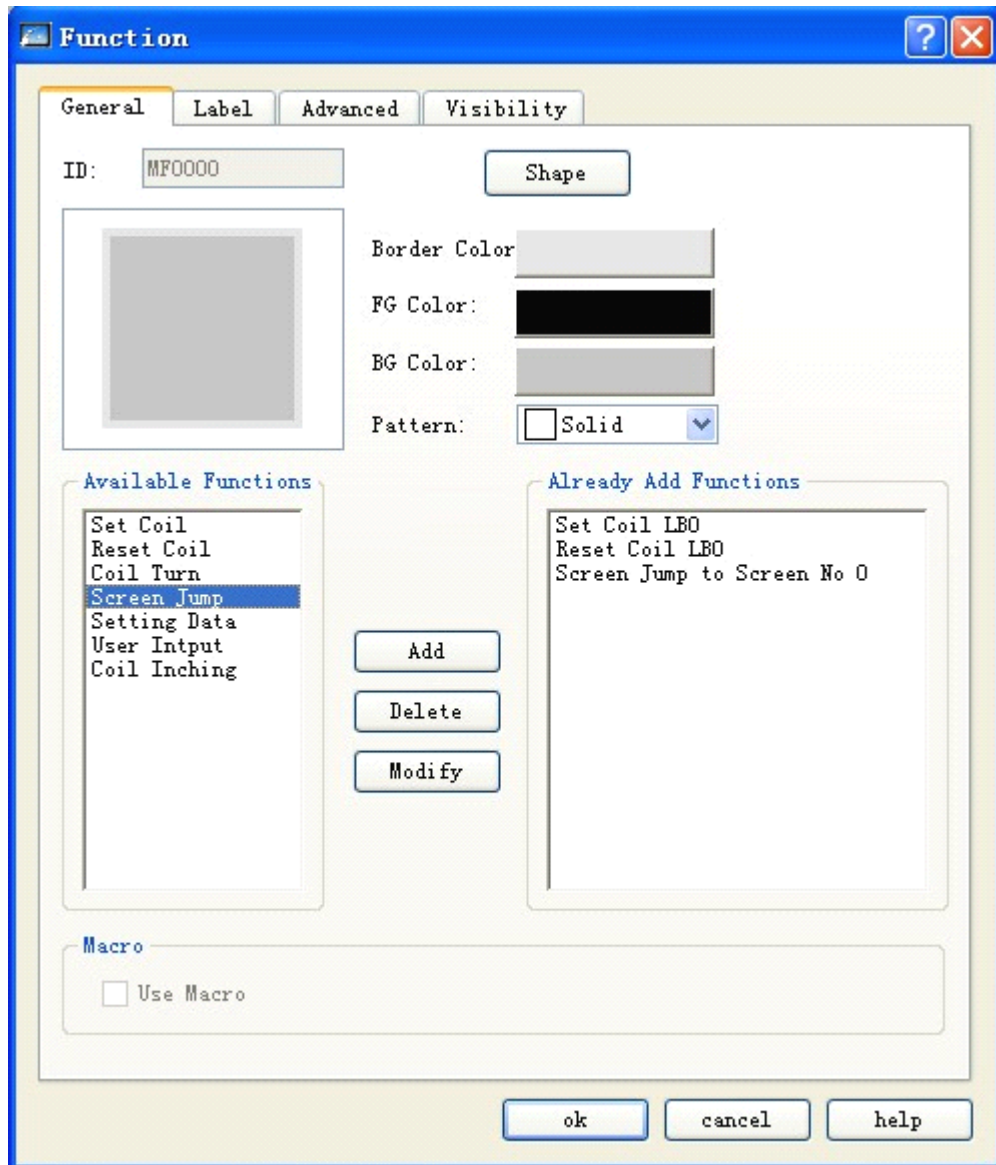 Function
General Label Advanced Visibility
ID: MF0000 Shape
Border Color
FG Color:
BG Color:
Pattern: Solid
Available Functions
Set Coil
Reset Coil
Coil Turn
Screen Jump
Setting Data
User Intput
Coil Inching
Add
Delete
Modify
Already Add Functions
Set Coil LB0
Reset Coil LB0
Screen Jump to Screen No 0
Macro
Use Macro
ok cancel help